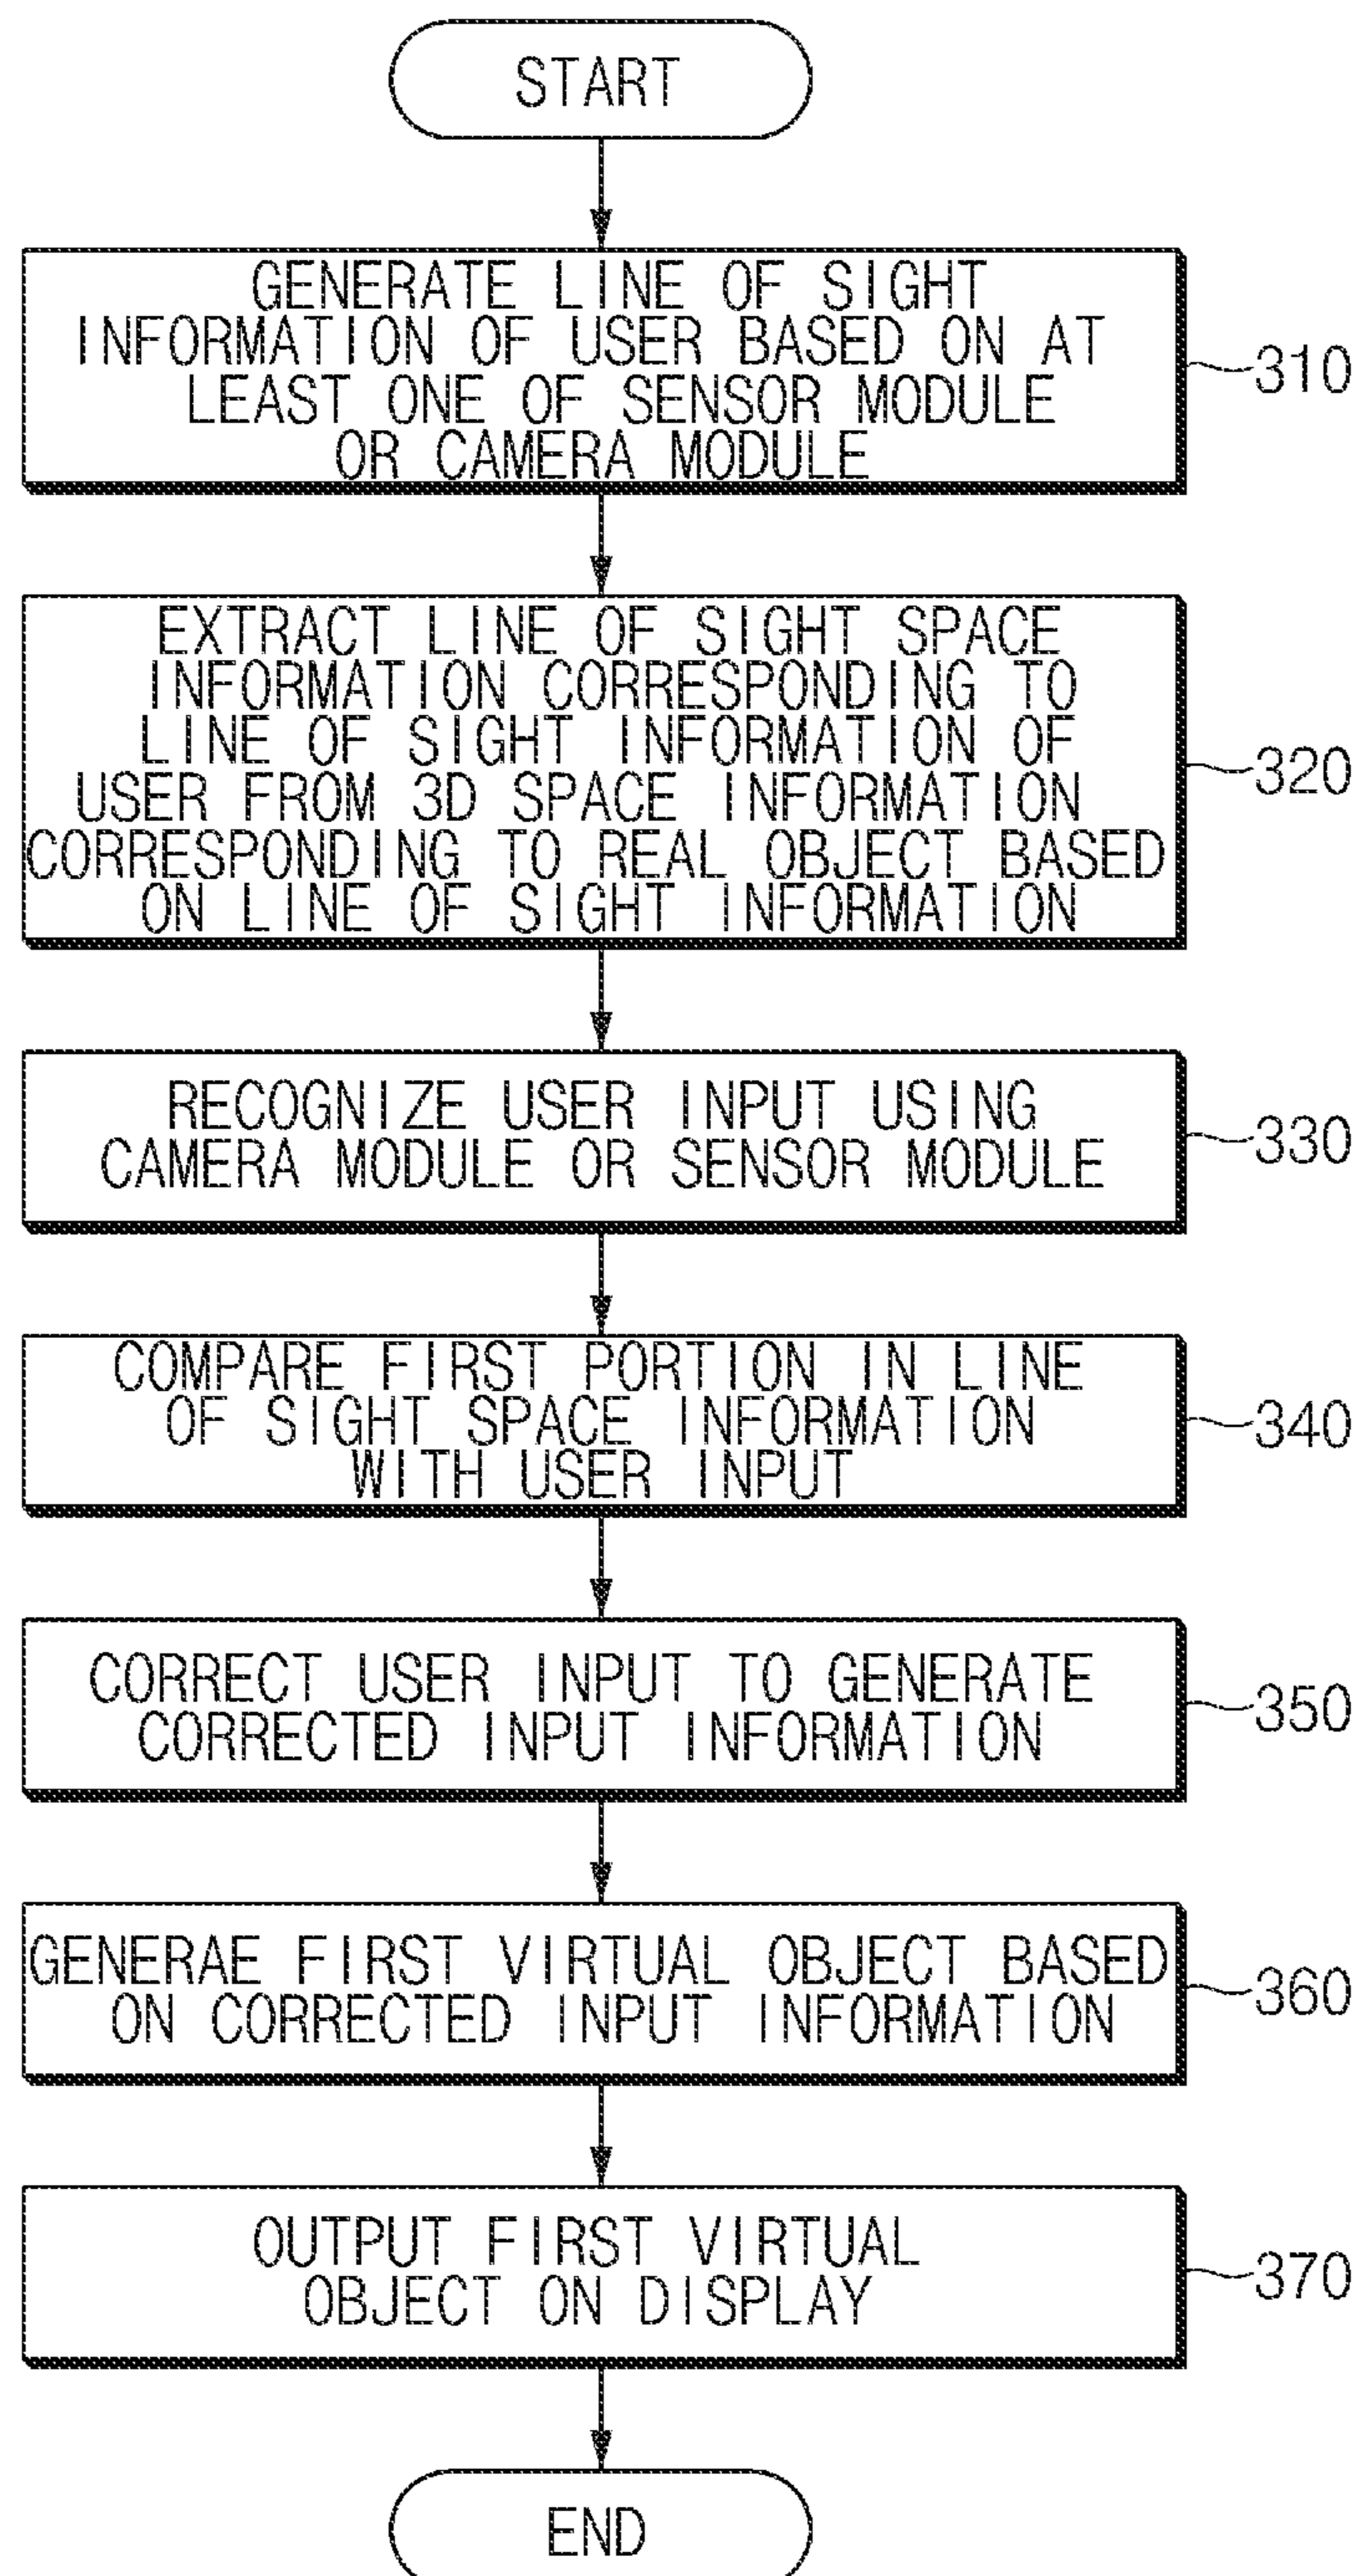 START
GENERATE LINE OF SIGHT
INFORMATION OF USER BASED ON AT
LEAST ONE OF SENSOR MODULE
OR CAMERA MODULE
310
EXTRACT LINE OF SIGHT SPACE
INFORMATION CORRESPONDING TO
LINE OF SIGHT INFORMATION OF
USER FROM 3D SPACE INFORMATION
CORRESPONDING TO REAL OBJECT BASED
ON LINE OF SIGHT INFORMATION
320
RECOGNIZE USER INPUT USING
CAMERA MODULE OR SENSOR MODULE
330
COMPARE FIRST PORTION IN LINE
OF SIGHT SPACE INFORMATION
WITH USER INPUT
340
CORRECT USER INPUT TO GENERATE
CORRECTED INPUT INFORMATION
350
GENERAE FIRST VIRTUAL OBJECT BASED
ON CORRECTED INPUT INFORMATION
360
OUTPUT FIRST VIRTUAL
OBJECT ON DISPLAY
370
END